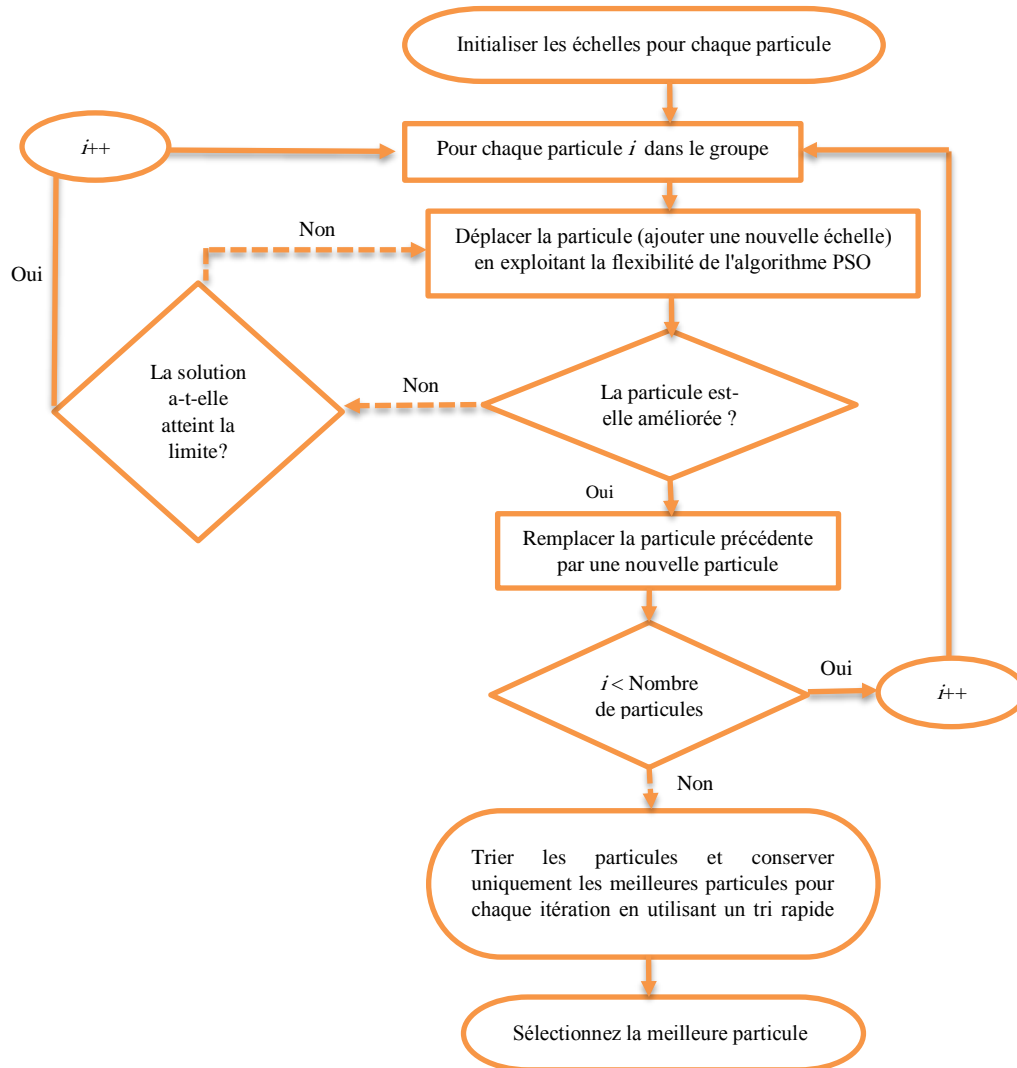 Initialiser les échelles pour chaque particule
i++
Pour chaque particule i dans le groupe
Non
Déplacer la particule (ajouter une nouvelle échelle)
en exploitant la flexibilité de l'algorithme PSO
Oui
La solution
a-t-elle
atteint la
limite?
Non
La particule est-
elle améliorée ?
Oui
Remplacer la particule précédente
par une nouvelle particule
i < Nombre
de particules
Oui
i++
Non
Trier les particules et conserver
uniquement les meilleures particules pour
chaque itération en utilisant un tri rapide
Sélectionnez la meilleure particule